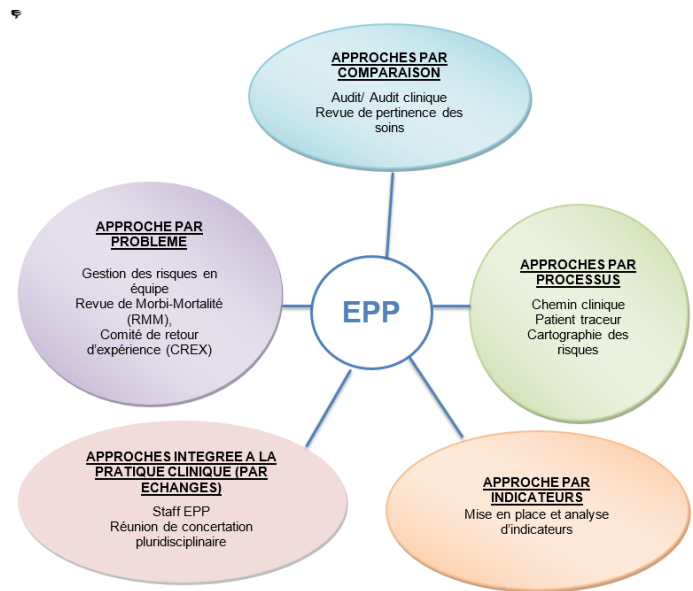 APPROCHES PAR
COMPARAISON
Audit/ Audit clinique
Revue de pertinence des
soins
APPROCHE PAR
PROBLEME
Gestion des risques en
équipe
Revue de Morbi-Mortalité
(RMM),
Comité de retour
d'expérience (CREX)
EPP
APPROCHES PAR
PROCESSUS
Chemin clinique
Patient traceur
Cartographie des
risques
APPROCHES INTEGREE A LA
PRATIQUE CLINIQUE (PAR
ECHANGES)
Staff EPP
Réunion de concertation
pluridisciplinaire
APPROCHE PAR
INDICATEURS
Mise en place et analyse
d'indicateurs